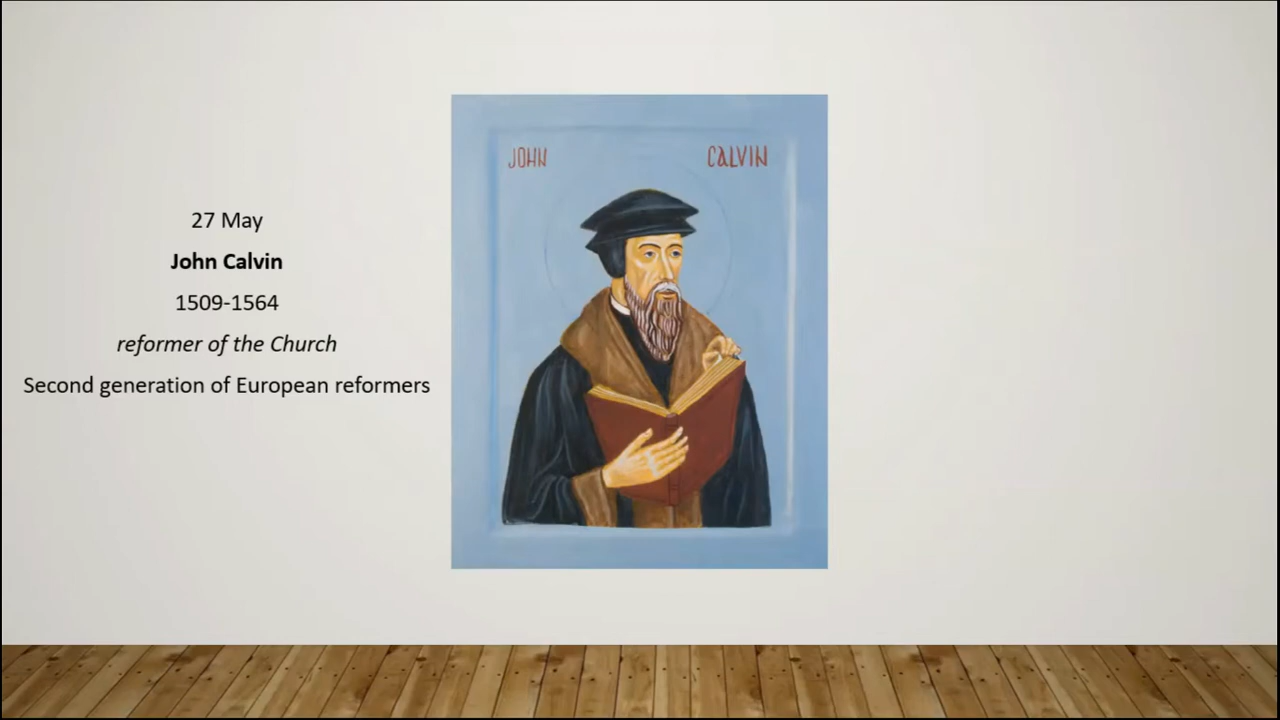 27 May
John Calvin
1509-1564
reformer of the Church
Second generation of European reformers
JOHN CALVIN